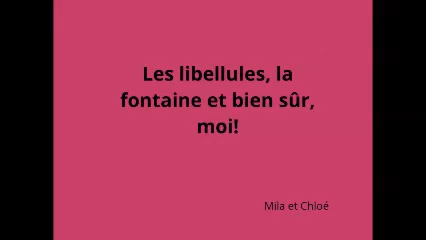 Les libellules, la
fontaine et bien sûr,
moi!
Mila et Chloé